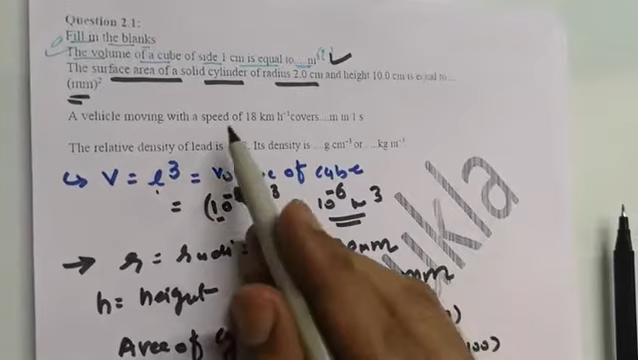 Question 2.1:
Fill in the blanks
The volume of a cube of side 1 cm is equal to.....m
The surface area of a solid cylinder of radius 2.0 cm and height 10.0 cm is equal to...
(mm)²
A vehicle moving with a speed of 18 km h⁻¹ covers....m in 1 s
The relative density of lead is Its density is ....g cm⁻³ or ....kg m⁻³
↳ V = l³ = of cube
= (10 10⁻⁶ m³
→ r = mm
h = height mm
Area of